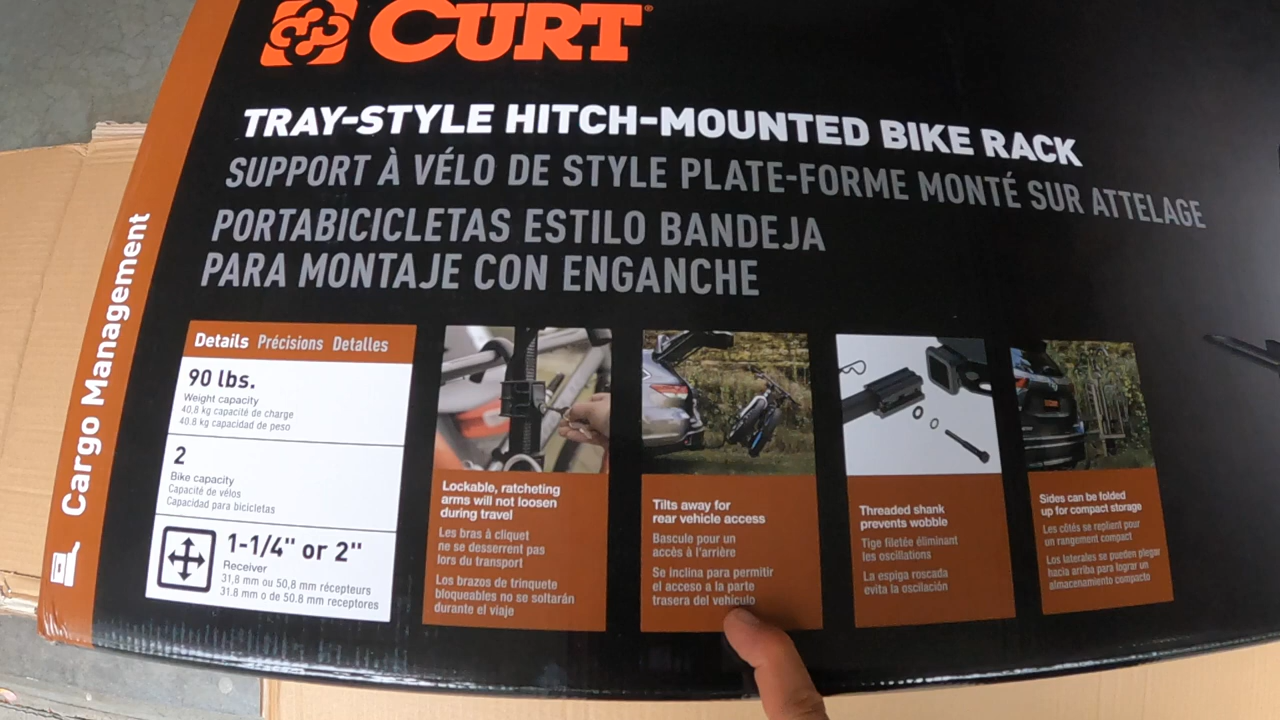 CURT®
TRAY-STYLE HITCH-MOUNTED BIKE RACK
SUPPORT À VÉLO DE STYLE PLATE-FORME MONTÉ SUR ATTELAGE
PORTABICICLETAS ESTILO BANDEJA
PARA MONTAJE CON ENGANCHE
Cargo Management
Details Précisions Detalles
90 lbs.
Weight capacity
40,8 kg capacité de charge
40.8 kg capacidad de peso
2
Bike capacity
Capacité de vélos
Capacidad para bicicletas
1-1/4" or 2"
Receiver
31,8 mm ou 50,8 mm récepteurs
31.8 mm o de 50.8 mm receptores
Lockable, ratcheting
arms will not loosen
during travel
Les bras à cliquet
ne se desserrent pas
lors du transport
Los brazos de trinquete
bloqueables no se soltarán
durante el viaje
Tilts away for
rear vehicle access
Bascule pour un
accès à l'arrière
Se inclina para permitir
el acceso a la parte
trasera del vehículo
Threaded shank
prevents wobble
Tige filetée éliminant
les oscillations
La espiga roscada
evita la oscilación
Sides can be folded
up for compact storage
Les côtés se replient pour
un rangement compact
Los laterales se pueden plegar
hacia arriba para lograr un
almacenamiento compacto